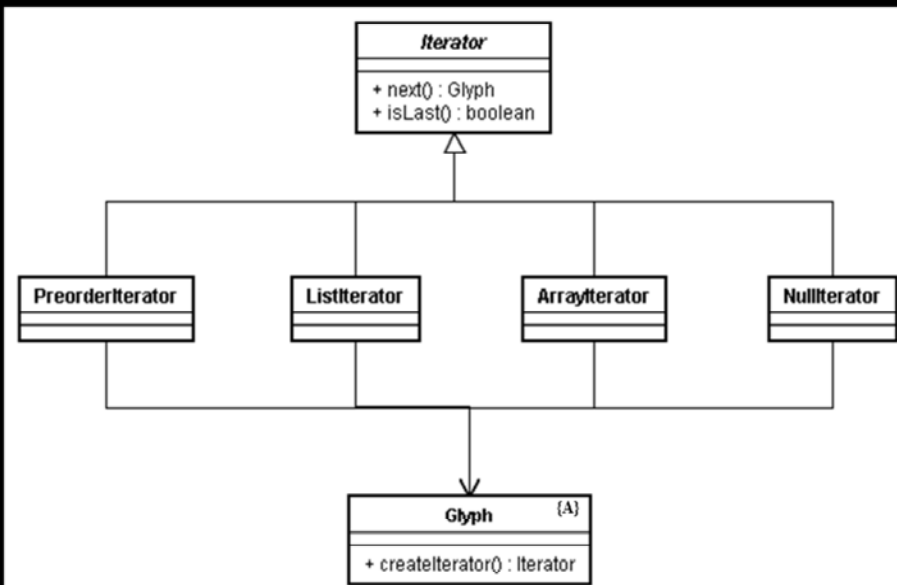 Iterator
+ next() : Glyph
+ isLast() : boolean
PreorderIterator
ListIterator
ArrayIterator
NullIterator
Glyph {A}
+ createIterator() : Iterator